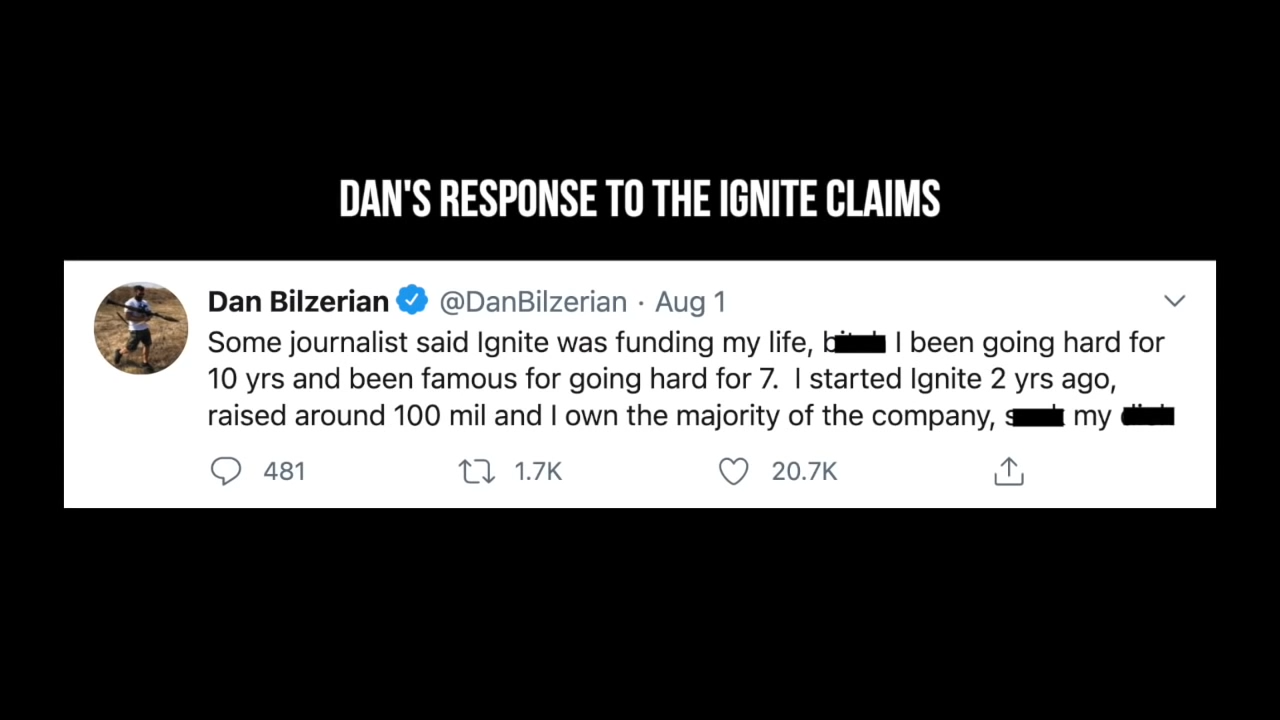 DAN'S RESPONSE TO THE IGNITE CLAIMS
Dan Bilzerian @DanBilzerian · Aug 1
Some journalist said Ignite was funding my life, I been going hard for
10 yrs and been famous for going hard for 7. I started Ignite 2 yrs ago,
raised around 100 mil and I own the majority of the company, my
481 1.7K 20.7K